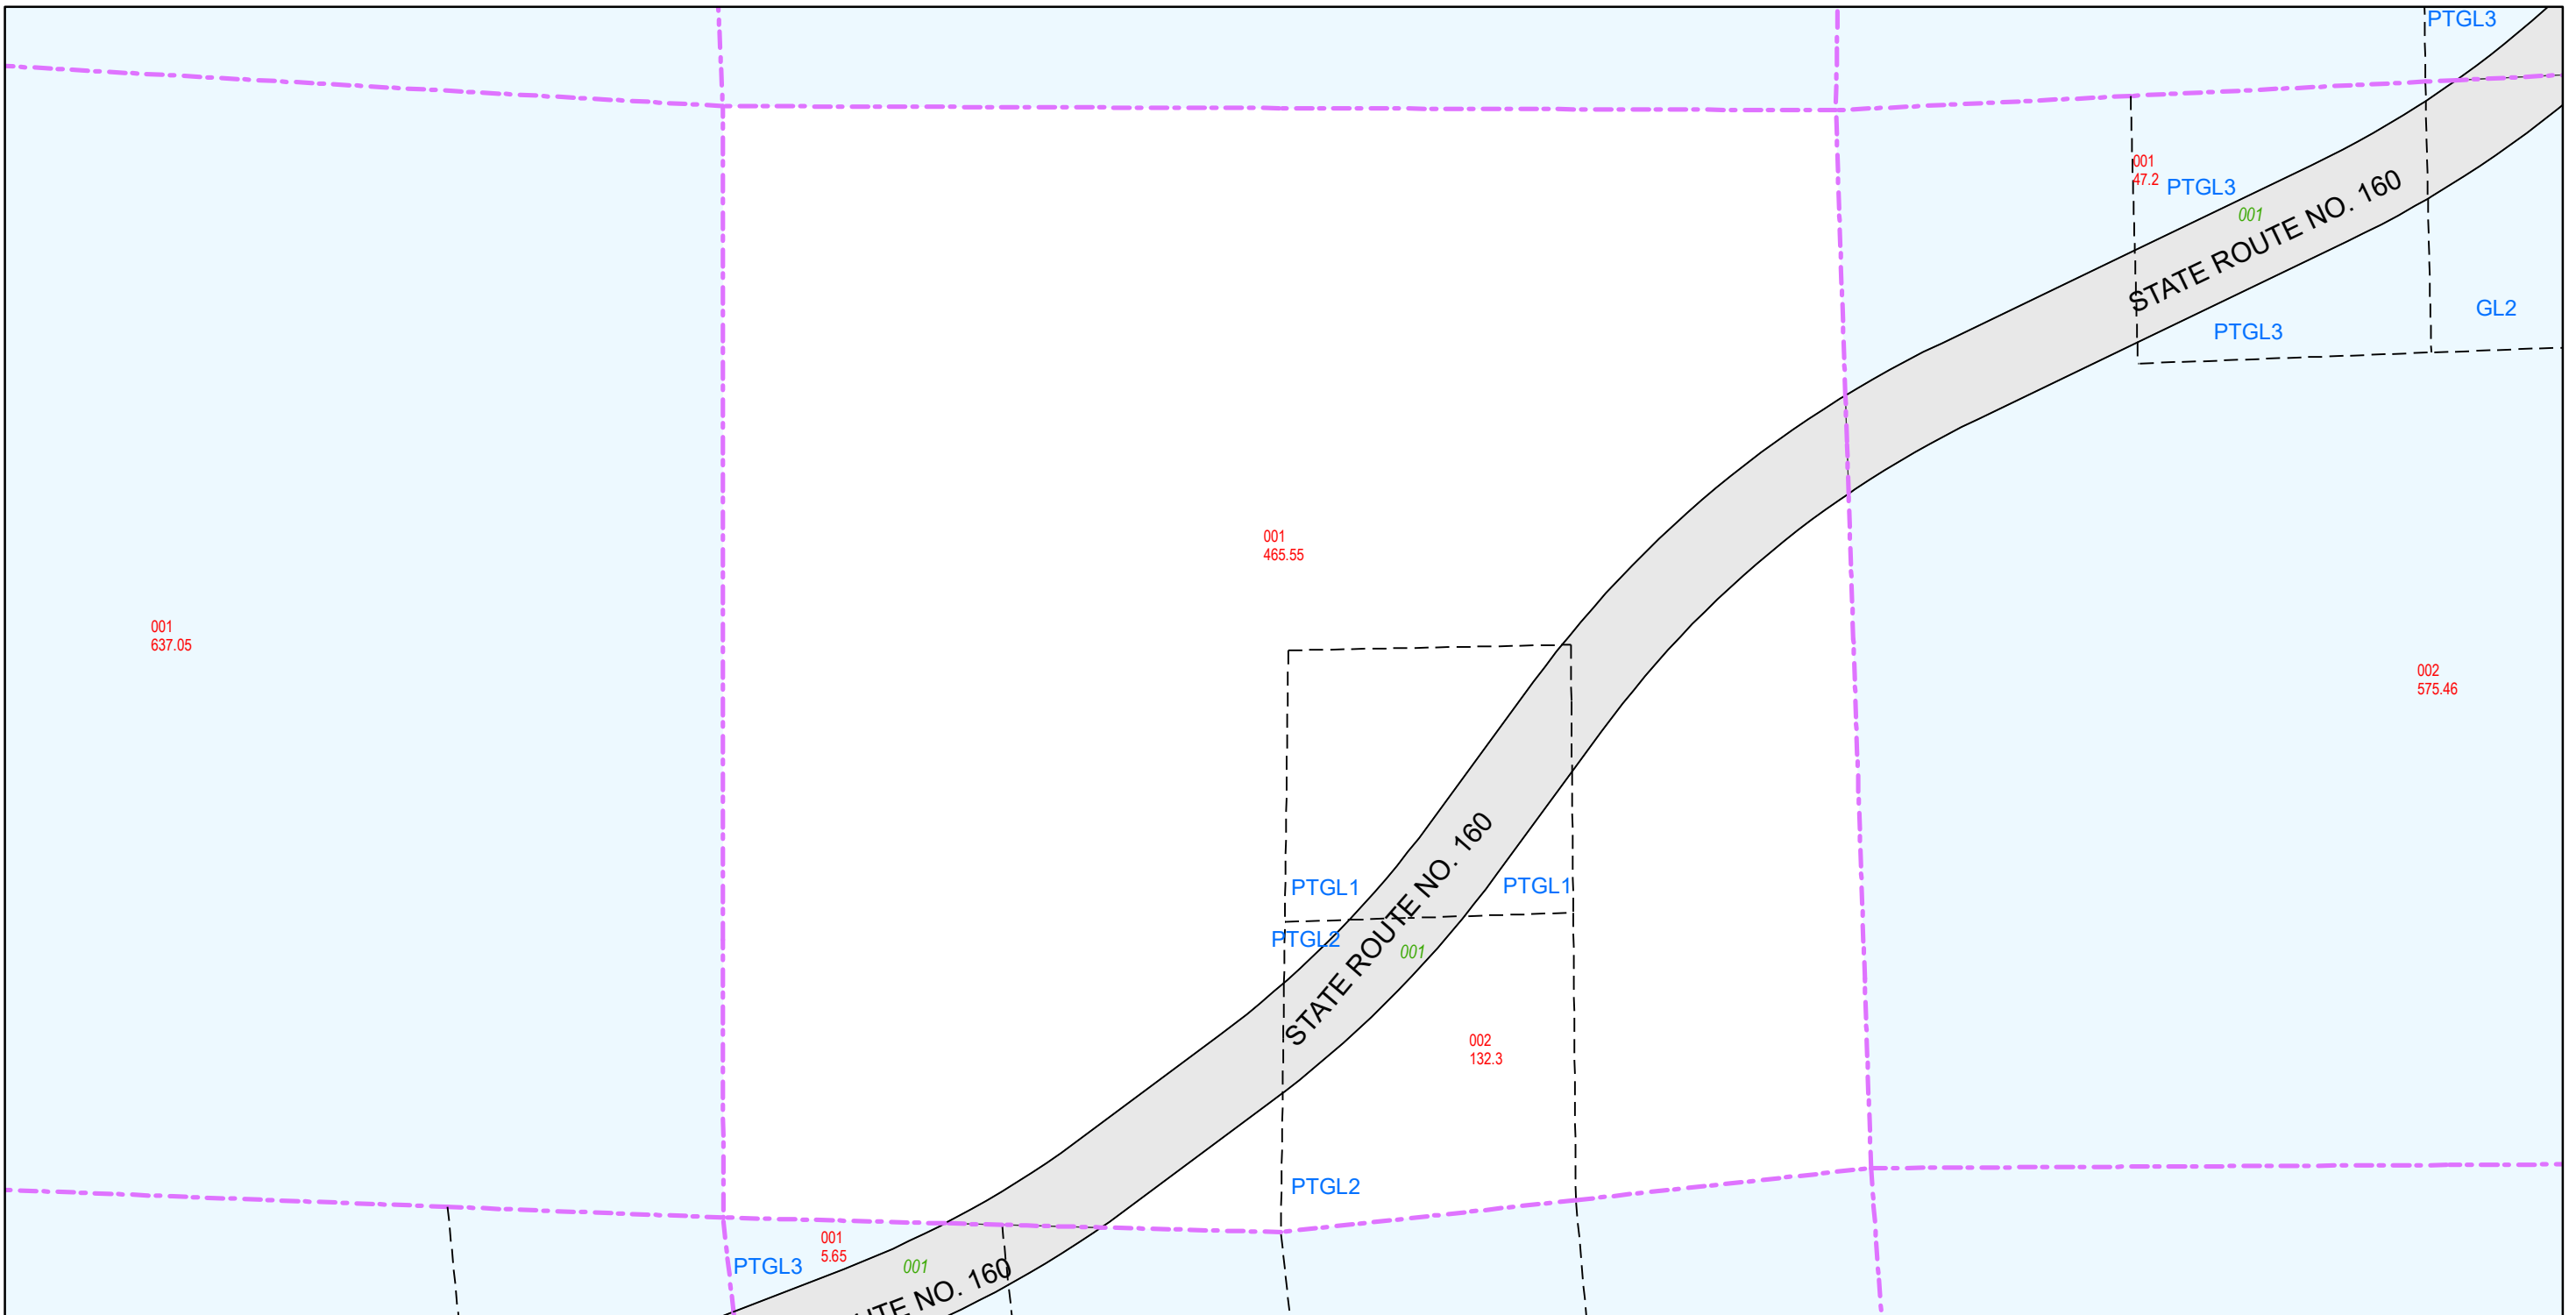 PTGL3
001
47.2
PTGL3
001
STATE ROUTE NO. 160
GL2
PTGL3
001
465.55
001
637.05
002
575.46
STATE ROUTE NO. 160
PTGL1
PTGL1
PTGL2
001
002
132.3
PTGL2
001
5.65
PTGL3
001
UTE NO. 160